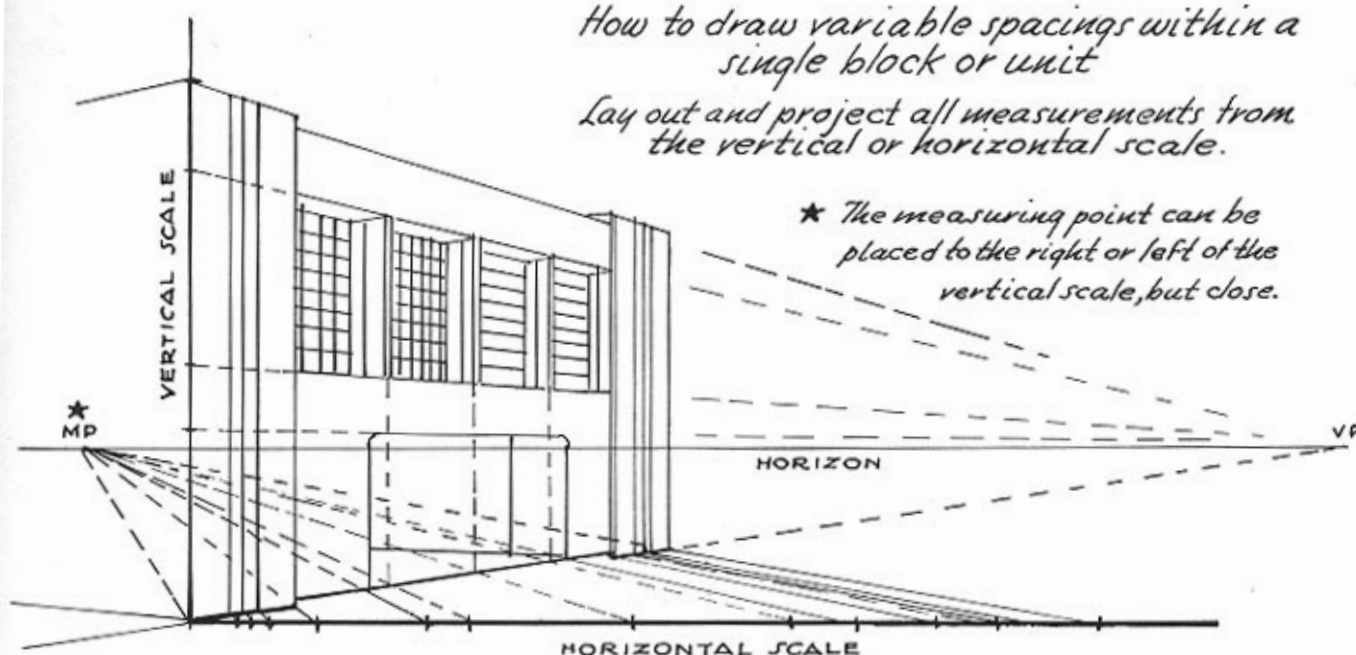 How to draw variable spacings within a
single block or unit
Lay out and project all measurements from
the vertical or horizontal scale.
★ The measuring point can be
placed to the right or left of the
vertical scale, but close.
VERTICAL SCALE
★
MP
VP
HORIZON
HORIZONTAL SCALE